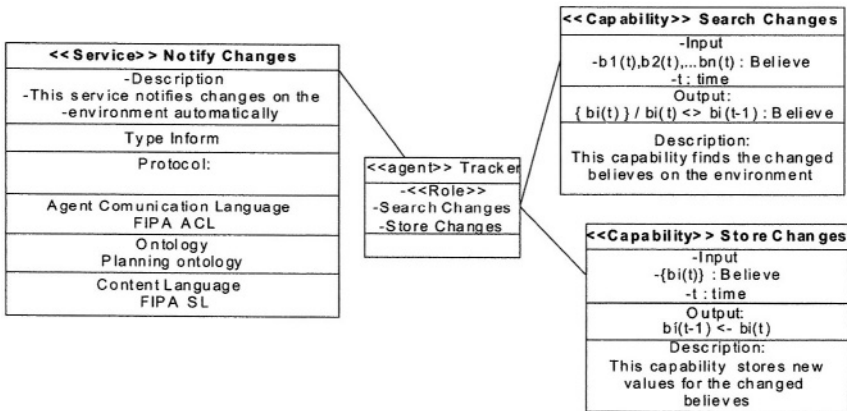 <<Service>> Notify Changes
-Description
-This service notifies changes on the
-environment automatically
Type Inform
Protocol:
Agent Comunication Language
FIPA ACL
Ontology
Planning ontology
Content Language
FIPA SL
<<agent>> Tracker
-<<Role>>
-Search Changes
-Store Changes
<<Capability>> Search Changes
-Input
-b1(t),b2(t),...bn(t) : Believe
-t : time
Output:
{ bi(t) } / bi(t) <> bi(t-1) : Believe
Description:
This capability finds the changed
believes on the environment
<<Capability>> Store Changes
-Input
-{bi(t)} : Believe
-t : time
Output:
bi(t-1) <- bi(t)
Description:
This capability stores new
values for the changed
believes